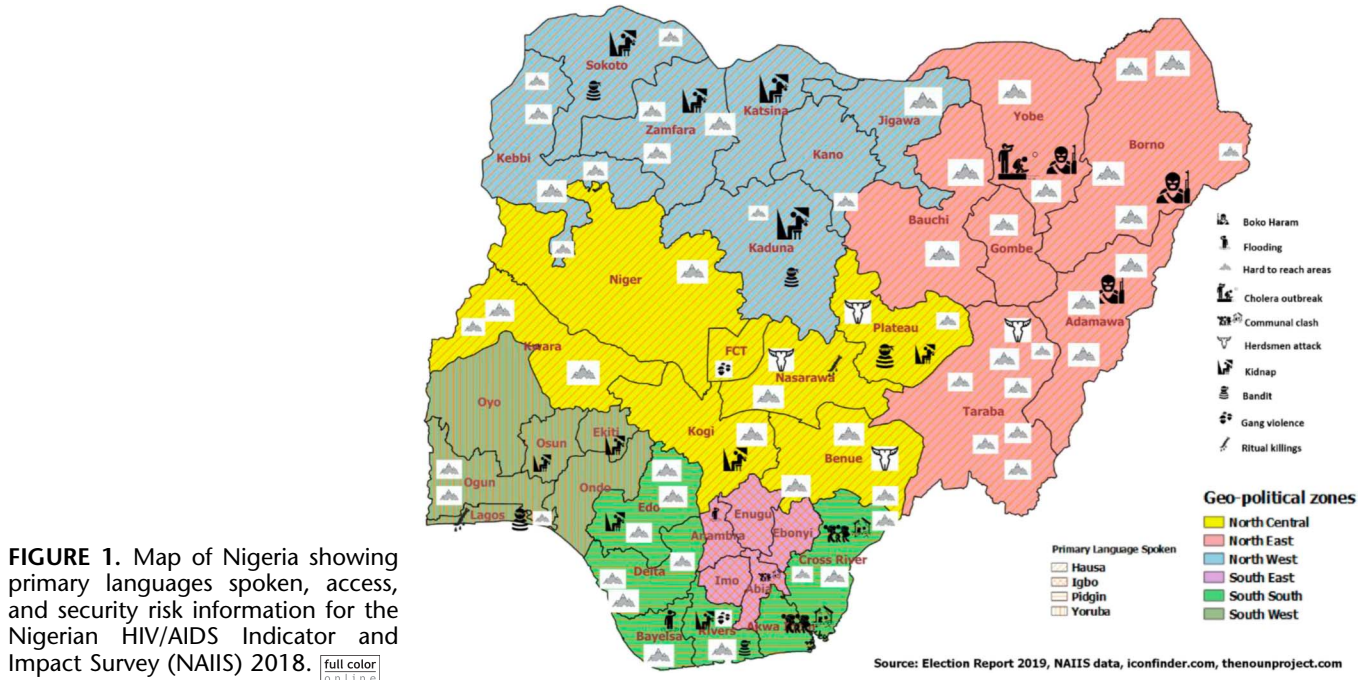 Sokoto
Katsina
Zamfara
Jigawa
Kebbi
Kano
Yobe
Borno
Kaduna
Bauchi
Gombe
Niger
Adamawa
Plateau
Kwara
FCT
Nasarawa
Taraba
Oyo
Kogi
Benue
Osun
Ekiti
Ogun
Ondo
Lagos
Edo
Enugu
Anambra
Ebonyi
Cross River
Delta
Imo
Abia
Bayelsa
Rivers
Akwa
Boko Haram
Flooding
Hard to reach areas
Cholera outbreak
Communal clash
Herdsmen attack
Kidnap
Bandit
Gang violence
Ritual killings
Geo-political zones
North Central
North East
North West
South East
South South
South West
Primary Language Spoken
Hausa
Igbo
Pidgin
Yoruba
FIGURE 1. Map of Nigeria showing
primary languages spoken, access,
and security risk information for the
Nigerian HIV/AIDS Indicator and
Impact Survey (NAIIS) 2018. full color
online
Source: Election Report 2019, NAIIS data, iconfinder.com, thenounproject.com